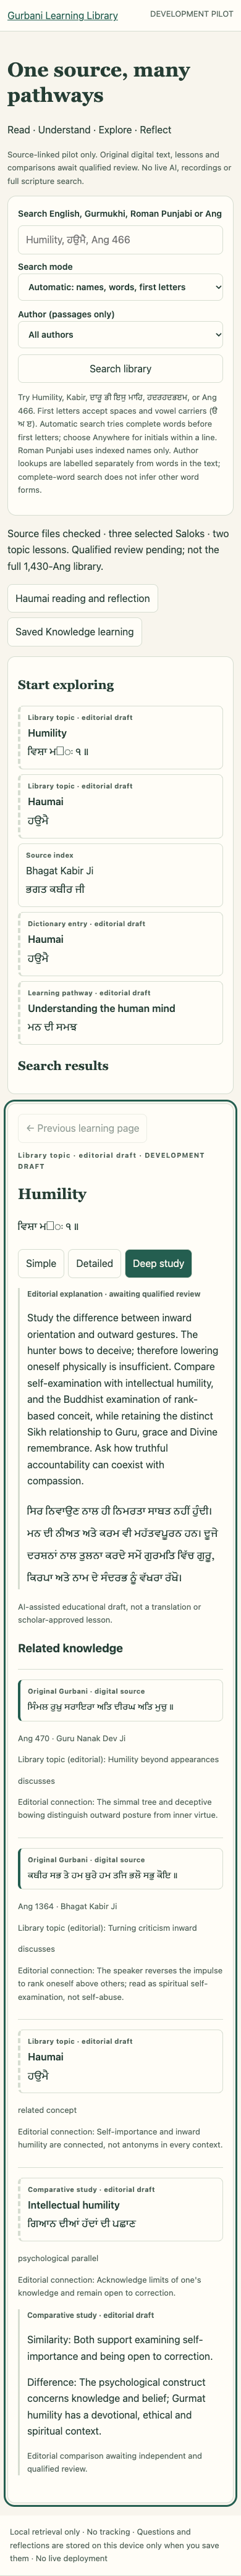 Gurbani Learning Library
DEVELOPMENT PILOT
One source, many
pathways
Read · Understand · Explore · Reflect
Source-linked pilot only. Original digital text, lessons and
comparisons await qualified review. No live AI, recordings or
full scripture search.
Search English, Gurmukhi, Roman Punjabi or Ang
Humility, ਹਉਮੈ, Ang 466
Search mode
Automatic: names, words, first letters
Author (passages only)
All authors
Search library
Try Humility, Kabir,
ਮਾਹਿ,
or Ang
466. First letters accept spaces and vowel carriers (ੳ
ਅ ੲ). Automatic search tries complete words before
first letters; choose Anywhere for initials within a line.
Roman Punjabi uses indexed names only. Author
lookups are labelled separately from words in the text;
complete-word search does not infer other word
forms.
Source files checked · three selected Saloks · two
topic lessons. Qualified review pending; not the
full 1,430-Ang library.
Haumai reading and reflection
Saved Knowledge learning
Start exploring
Library topic · editorial draft
Humility
ਵਿਸ਼ਾ ੧ ॥
Library topic · editorial draft
Haumai
ਹਉਮੈ
Source index
Bhagat Kabir Ji
ਭਗਤ ਕਬੀਰ ਜੀ
Dictionary entry · editorial draft
Haumai
ਹਉਮੈ
Learning pathway · editorial draft
Understanding the human mind
ਮਨ ਦੀ ਸਮਝ
Search results
← Previous learning page
Library topic · editorial draft · DEVELOPMENT
DRAFT
Humility
ਵਿਸ਼ਾ ੧ ॥
Simple
Detailed
Deep study
Editorial explanation · awaiting qualified review
Study the difference between inward
orientation and outward gestures. The
hunter bows to deceive; therefore lowering
oneself physically is insufficient. Compare
self-examination with intellectual humility,
and the Buddhist examination of rank-
based conceit, while retaining the distinct
Sikh relationship to Guru, grace and Divine
remembrance. Ask how truthful
accountability can coexist with
compassion.
ਸਿਰ ਨਿਵਾਉਣ ਨਾਲ ਹੀ ਨਿਮਰਤਾ ਸਾਬਤ ਨਹੀਂ ਹੁੰਦੀ।
ਮਨ ਦੀ ਨੀਅਤ ਅਤੇ ਕਰਮ ਵੀ ਮਹੱਤਵਪੂਰਨ ਹਨ। ਦੂਜੇ
ਦਰਸ਼ਨਾਂ ਨਾਲ ਤੁਲਨਾ ਕਰਦੇ ਸਮੇਂ ਗੁਰਮਤਿ ਵਿੱਚ ਗੁਰੂ,
ਕਿਰਪਾ ਅਤੇ ਨਾਮ ਦੇ ਸੰਦਰਭ ਨੂੰ ਵੱਖਰਾ ਰੱਖੋ।
AI-assisted educational draft, not a translation or
scholar-approved lesson.
Related knowledge
Original Gurbani · digital source
ਸਿੰਮਲ ਰੁਖੁ ਸਰਾਇਰਾ ਅਤਿ ਦੀਰਘ ਅਤਿ ਮੁਚੁ ॥
Ang 470 · Guru Nanak Dev Ji
Library topic (editorial): Humility beyond appearances
discusses
Editorial connection: The simmal tree and deceptive
bowing distinguish outward posture from inner virtue.
Original Gurbani · digital source
ਕਬੀਰ ਸਭ ਤੇ ਹਮ ਬੁਰੇ ਹਮ ਤਜਿ ਭਲੋ ਸਭੁ ਕੋਇ ॥
Ang 1364 · Bhagat Kabir Ji
Library topic (editorial): Turning criticism inward
discusses
Editorial connection: The speaker reverses the impulse
to rank oneself above others; read as spiritual self-
examination, not self-abuse.
Library topic · editorial draft
Haumai
ਹਉਮੈ
related concept
Editorial connection: Self-importance and inward
humility are connected, not antonyms in every context.
Comparative study · editorial draft
Intellectual humility
ਗਿਆਨ ਦੀਆਂ ਹੱਦਾਂ ਦੀ ਪਛਾਣ
psychological parallel
Editorial connection: Acknowledge limits of one's
knowledge and remain open to correction.
Comparative study · editorial draft
Similarity: Both support examining self-
importance and being open to correction.
Difference: The psychological construct
concerns knowledge and belief; Gurmat
humility has a devotional, ethical and
spiritual context.
Editorial comparison awaiting independent and
qualified review.
Local retrieval only · No tracking · Questions and
reflections are stored on this device only when you save
them · No live deployment